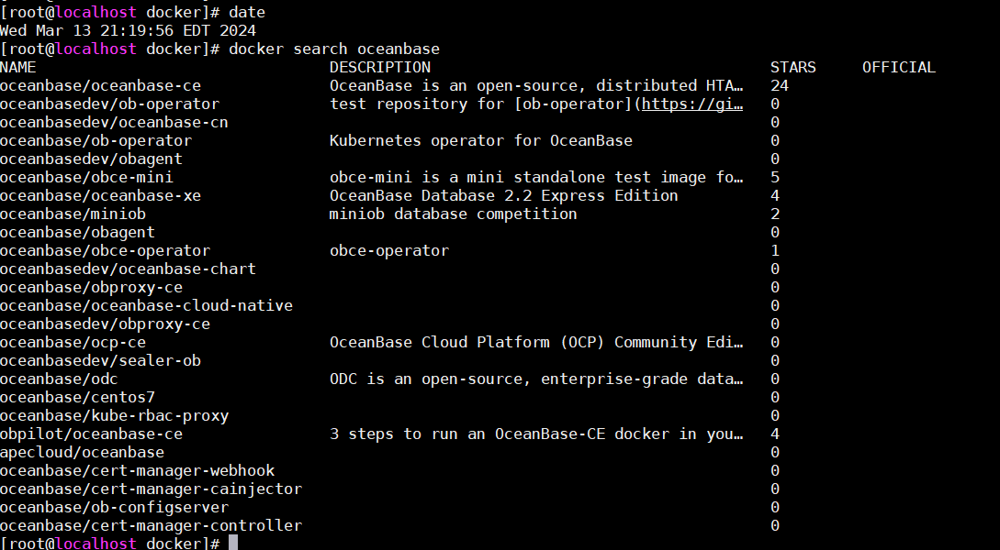 [root@localhost docker]# date
Wed Mar 13 21:19:56 EDT 2024
[root@localhost docker]# docker search oceanbase
NAME DESCRIPTION STARS OFFICIAL
oceanbase/oceanbase-ce OceanBase is an open-source, distributed HTA… 24
oceanbasedev/ob-operator test repository for [ob-operator](https://gi… 0
oceanbasedev/oceanbase-cn 0
oceanbase/ob-operator Kubernetes operator for OceanBase 0
oceanbasedev/obagent 0
oceanbase/obce-mini obce-mini is a mini standalone test image fo… 5
oceanbase/oceanbase-xe OceanBase Database 2.2 Express Edition 4
oceanbase/miniob miniob database competition 2
oceanbase/obagent 0
oceanbase/obce-operator obce-operator 1
oceanbasedev/oceanbase-chart 0
oceanbase/obproxy-ce 0
oceanbase/oceanbase-cloud-native 0
oceanbasedev/obproxy-ce 0
oceanbase/ocp-ce OceanBase Cloud Platform (OCP) Community Edi… 0
oceanbasedev/sealer-ob 0
oceanbase/odc ODC is an open-source, enterprise-grade data… 0
oceanbase/centos7 0
oceanbase/kube-rbac-proxy 0
obpilot/oceanbase-ce 3 steps to run an OceanBase-CE docker in you… 4
apecloud/oceanbase 0
oceanbase/cert-manager-webhook 0
oceanbase/cert-manager-cainjector 0
oceanbase/ob-configserver 0
oceanbase/cert-manager-controller 0
[root@localhost docker]#